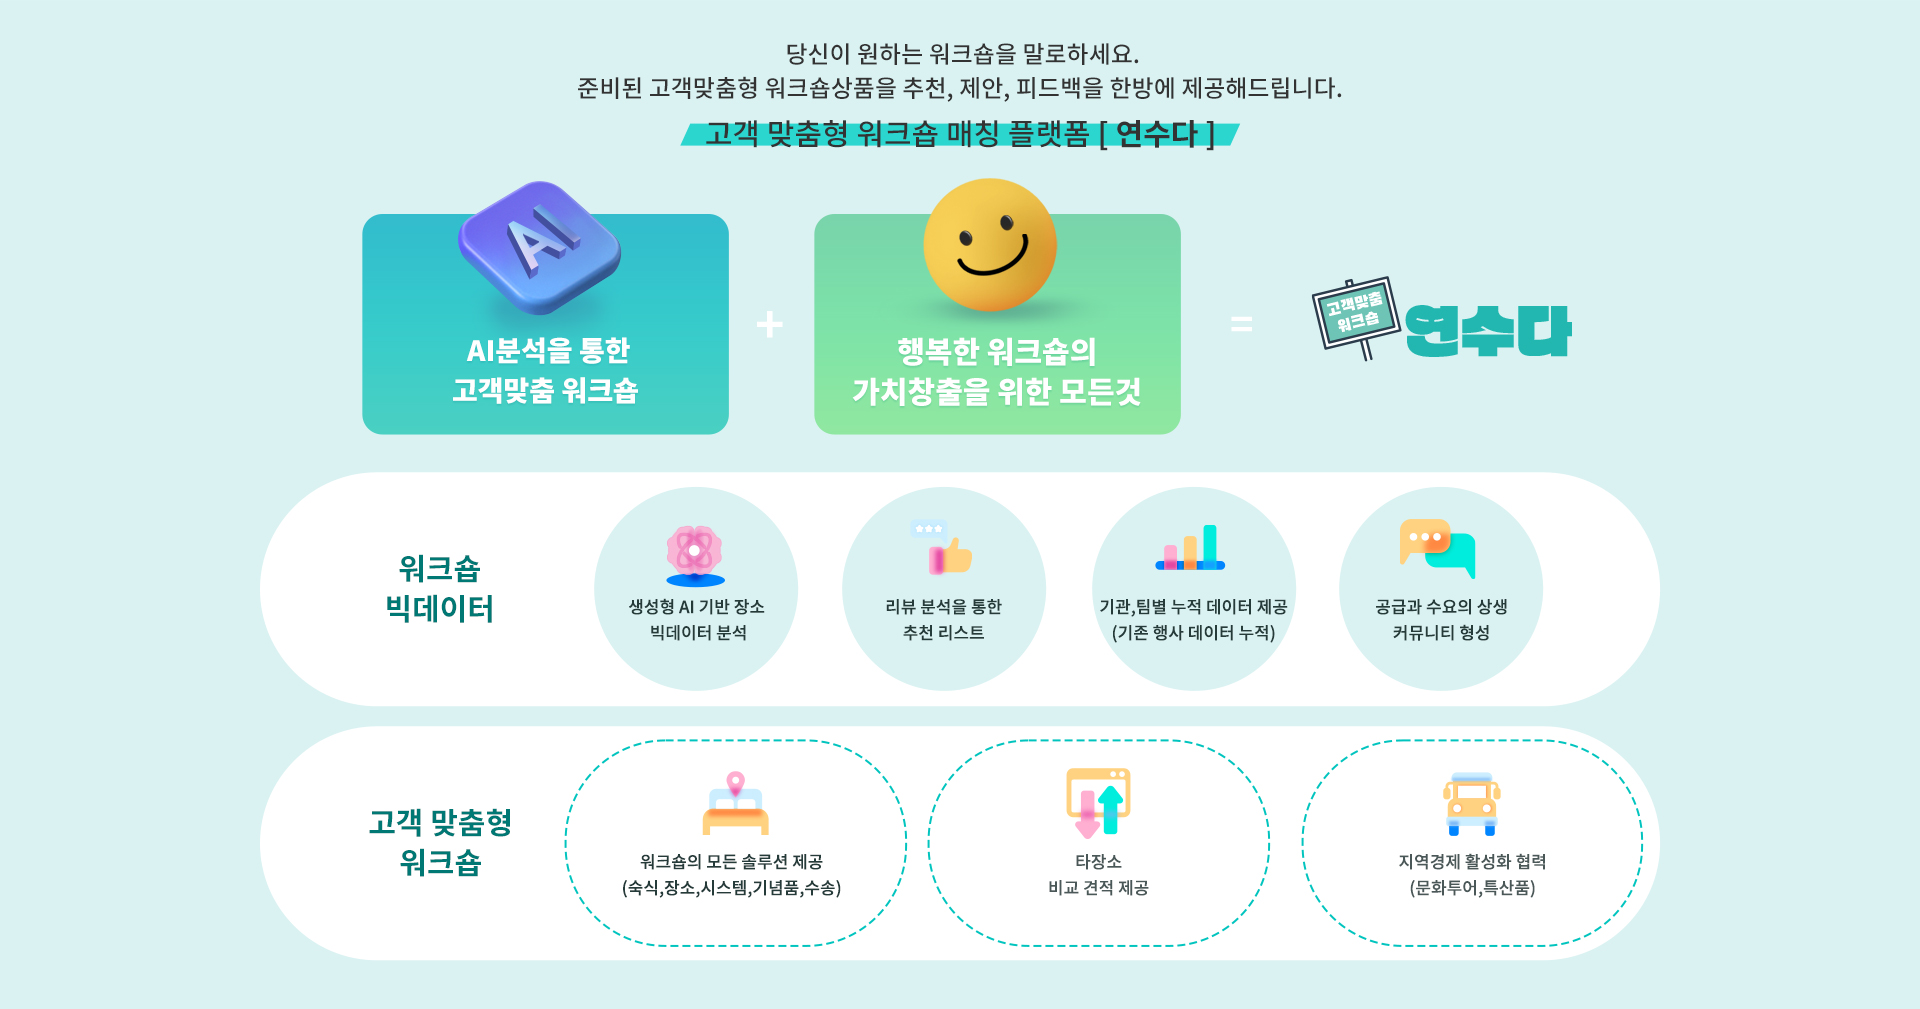 당신이 원하는 워크숍을 말로하세요.
준비된 고객맞춤형 워크숍상품을 추천, 제안, 피드백을 한방에 제공해드립니다.
고객 맞춤형 워크숍 매칭 플랫폼 [ 연수다 ]
AI
AI분석을 통한
고객맞춤 워크숍
+
행복한 워크숍의
가치창출을 위한 모든것
=
고객맞춤
워크숍
연수다
워크숍
빅데이터
생성형 AI 기반 장소
빅데이터 분석
리뷰 분석을 통한
추천 리스트
기관,팀별 누적 데이터 제공
(기존 행사 데이터 누적)
공급과 수요의 상생
커뮤니티 형성
고객 맞춤형
워크숍
워크숍의 모든 솔루션 제공
(숙식,장소,시스템,기념품,수송)
타장소
비교 견적 제공
지역경제 활성화 협력
(문화투어,특산품)